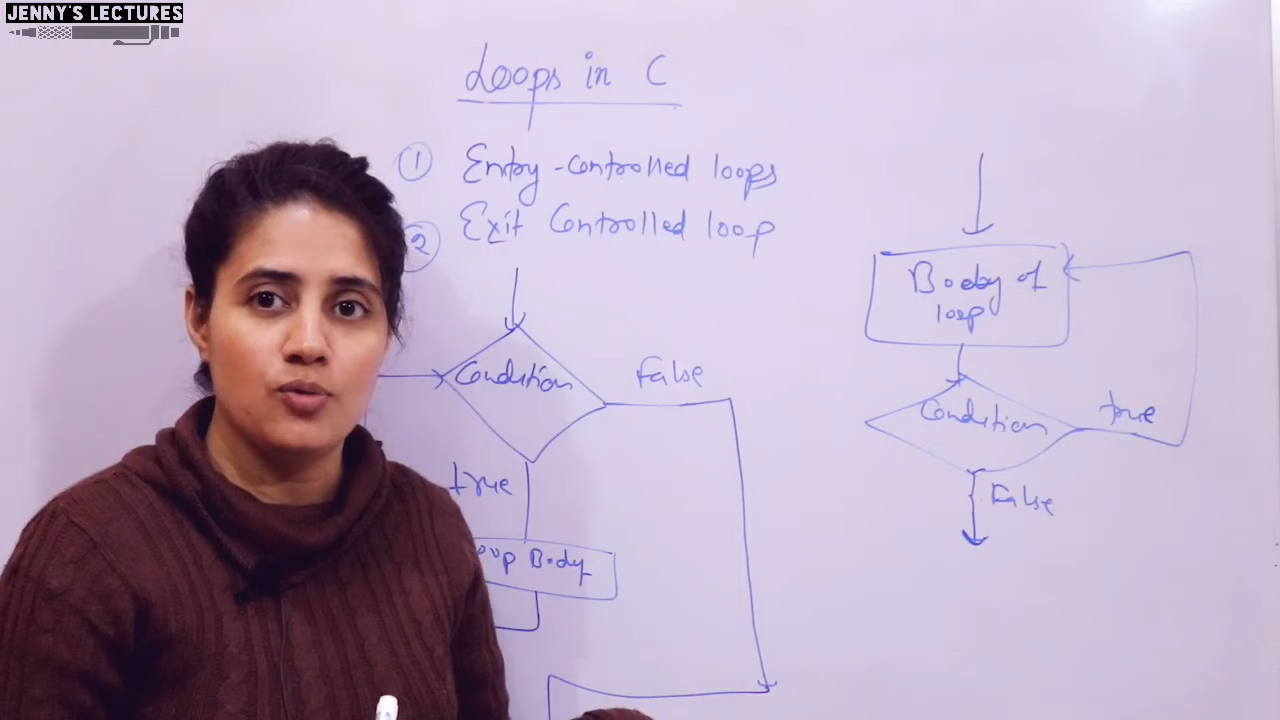 JENNY'S LECTURES
Loops in C
1 Entry-controlled loops
2 Exit Controlled loop
Condition
False
true
oop Body
Body of
loop
Condition
true
False